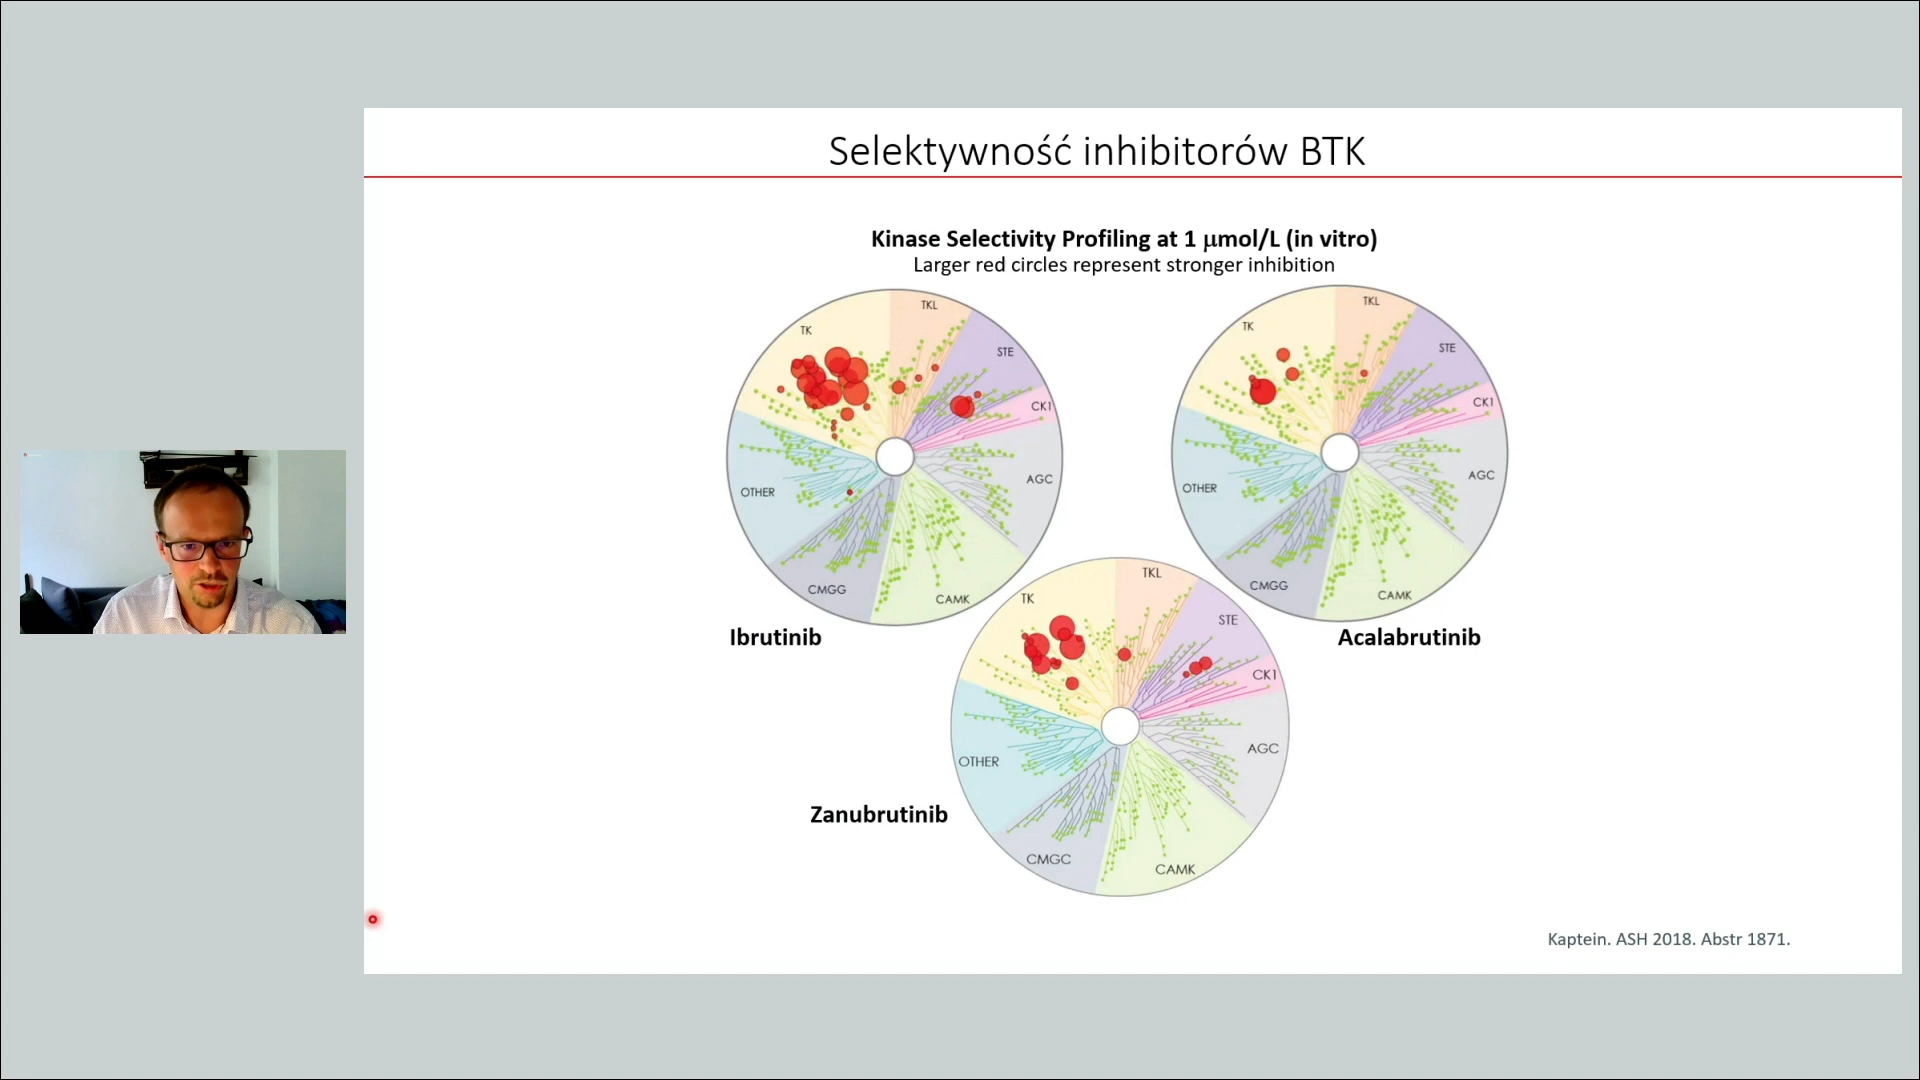 Selektywność inhibitorów BTK
Kinase Selectivity Profiling at 1 μmol/L (in vitro)
Larger red circles represent stronger inhibition
TK
TKL
STE
CK1
AGC
CAMK
CMGG
OTHER
Ibrutinib
TK
TKL
STE
CK1
AGC
CAMK
CMGG
OTHER
Acalabrutinib
TK
TKL
STE
CK1
AGC
CAMK
CMGC
OTHER
Zanubrutinib
Kaptein. ASH 2018. Abstr 1871.